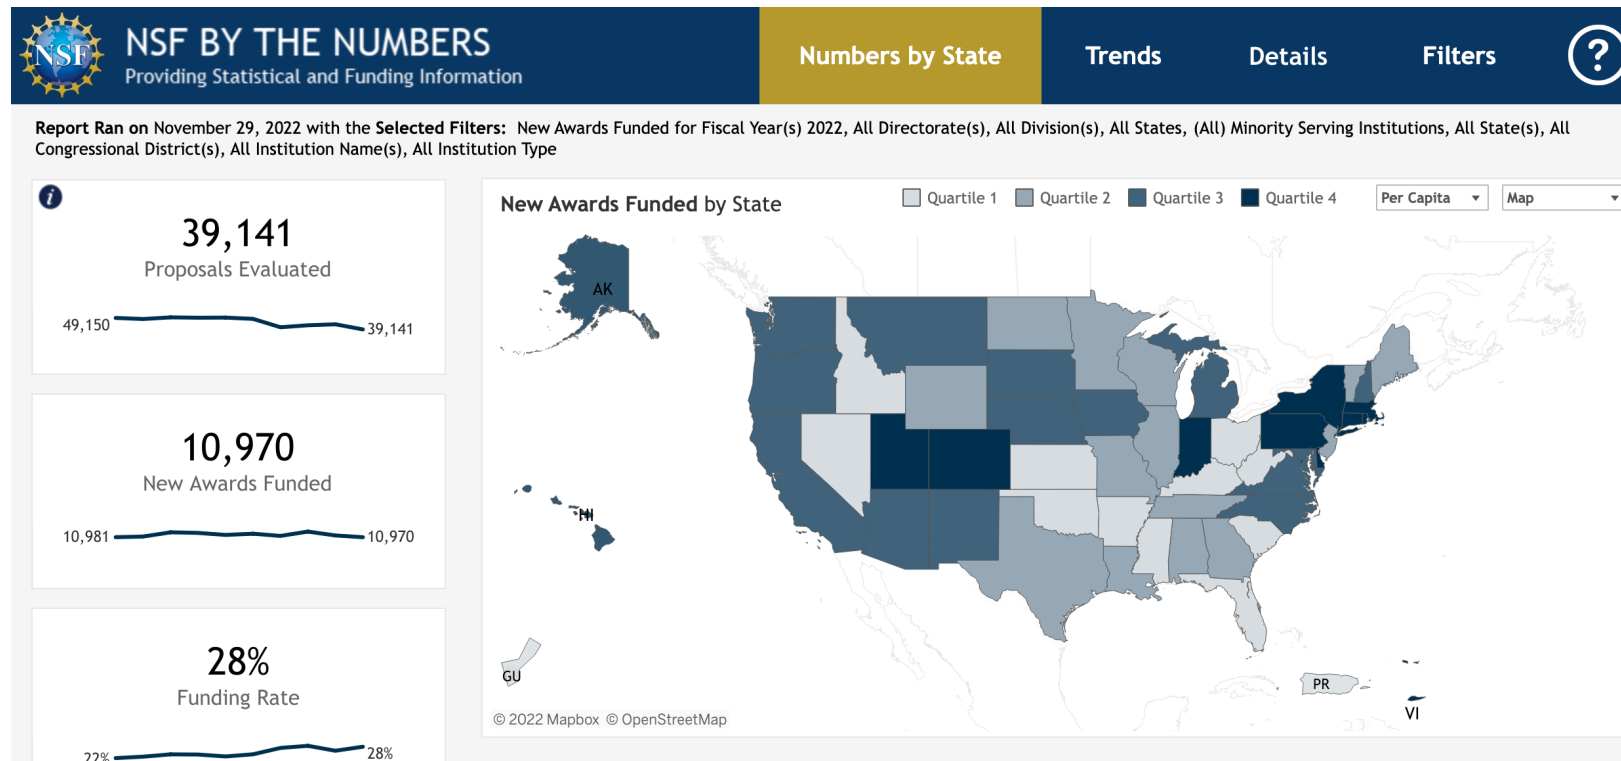 NSF
NSF BY THE NUMBERS
Providing Statistical and Funding Information
Numbers by State
Trends
Details
Filters
?
Report Ran on November 29, 2022 with the Selected Filters: New Awards Funded for Fiscal Year(s) 2022, All Directorate(s), All Division(s), All States, (All) Minority Serving Institutions, All State(s), All
Congressional District(s), All Institution Name(s), All Institution Type
i
39,141
Proposals Evaluated
49,150
39,141
10,970
New Awards Funded
10,981
10,970
28%
Funding Rate
22%
28%
New Awards Funded by State
Quartile 1
Quartile 2
Quartile 3
Quartile 4
Per Capita
Map
AK
HI
GU
PR
VI
© 2022 Mapbox © OpenStreetMap